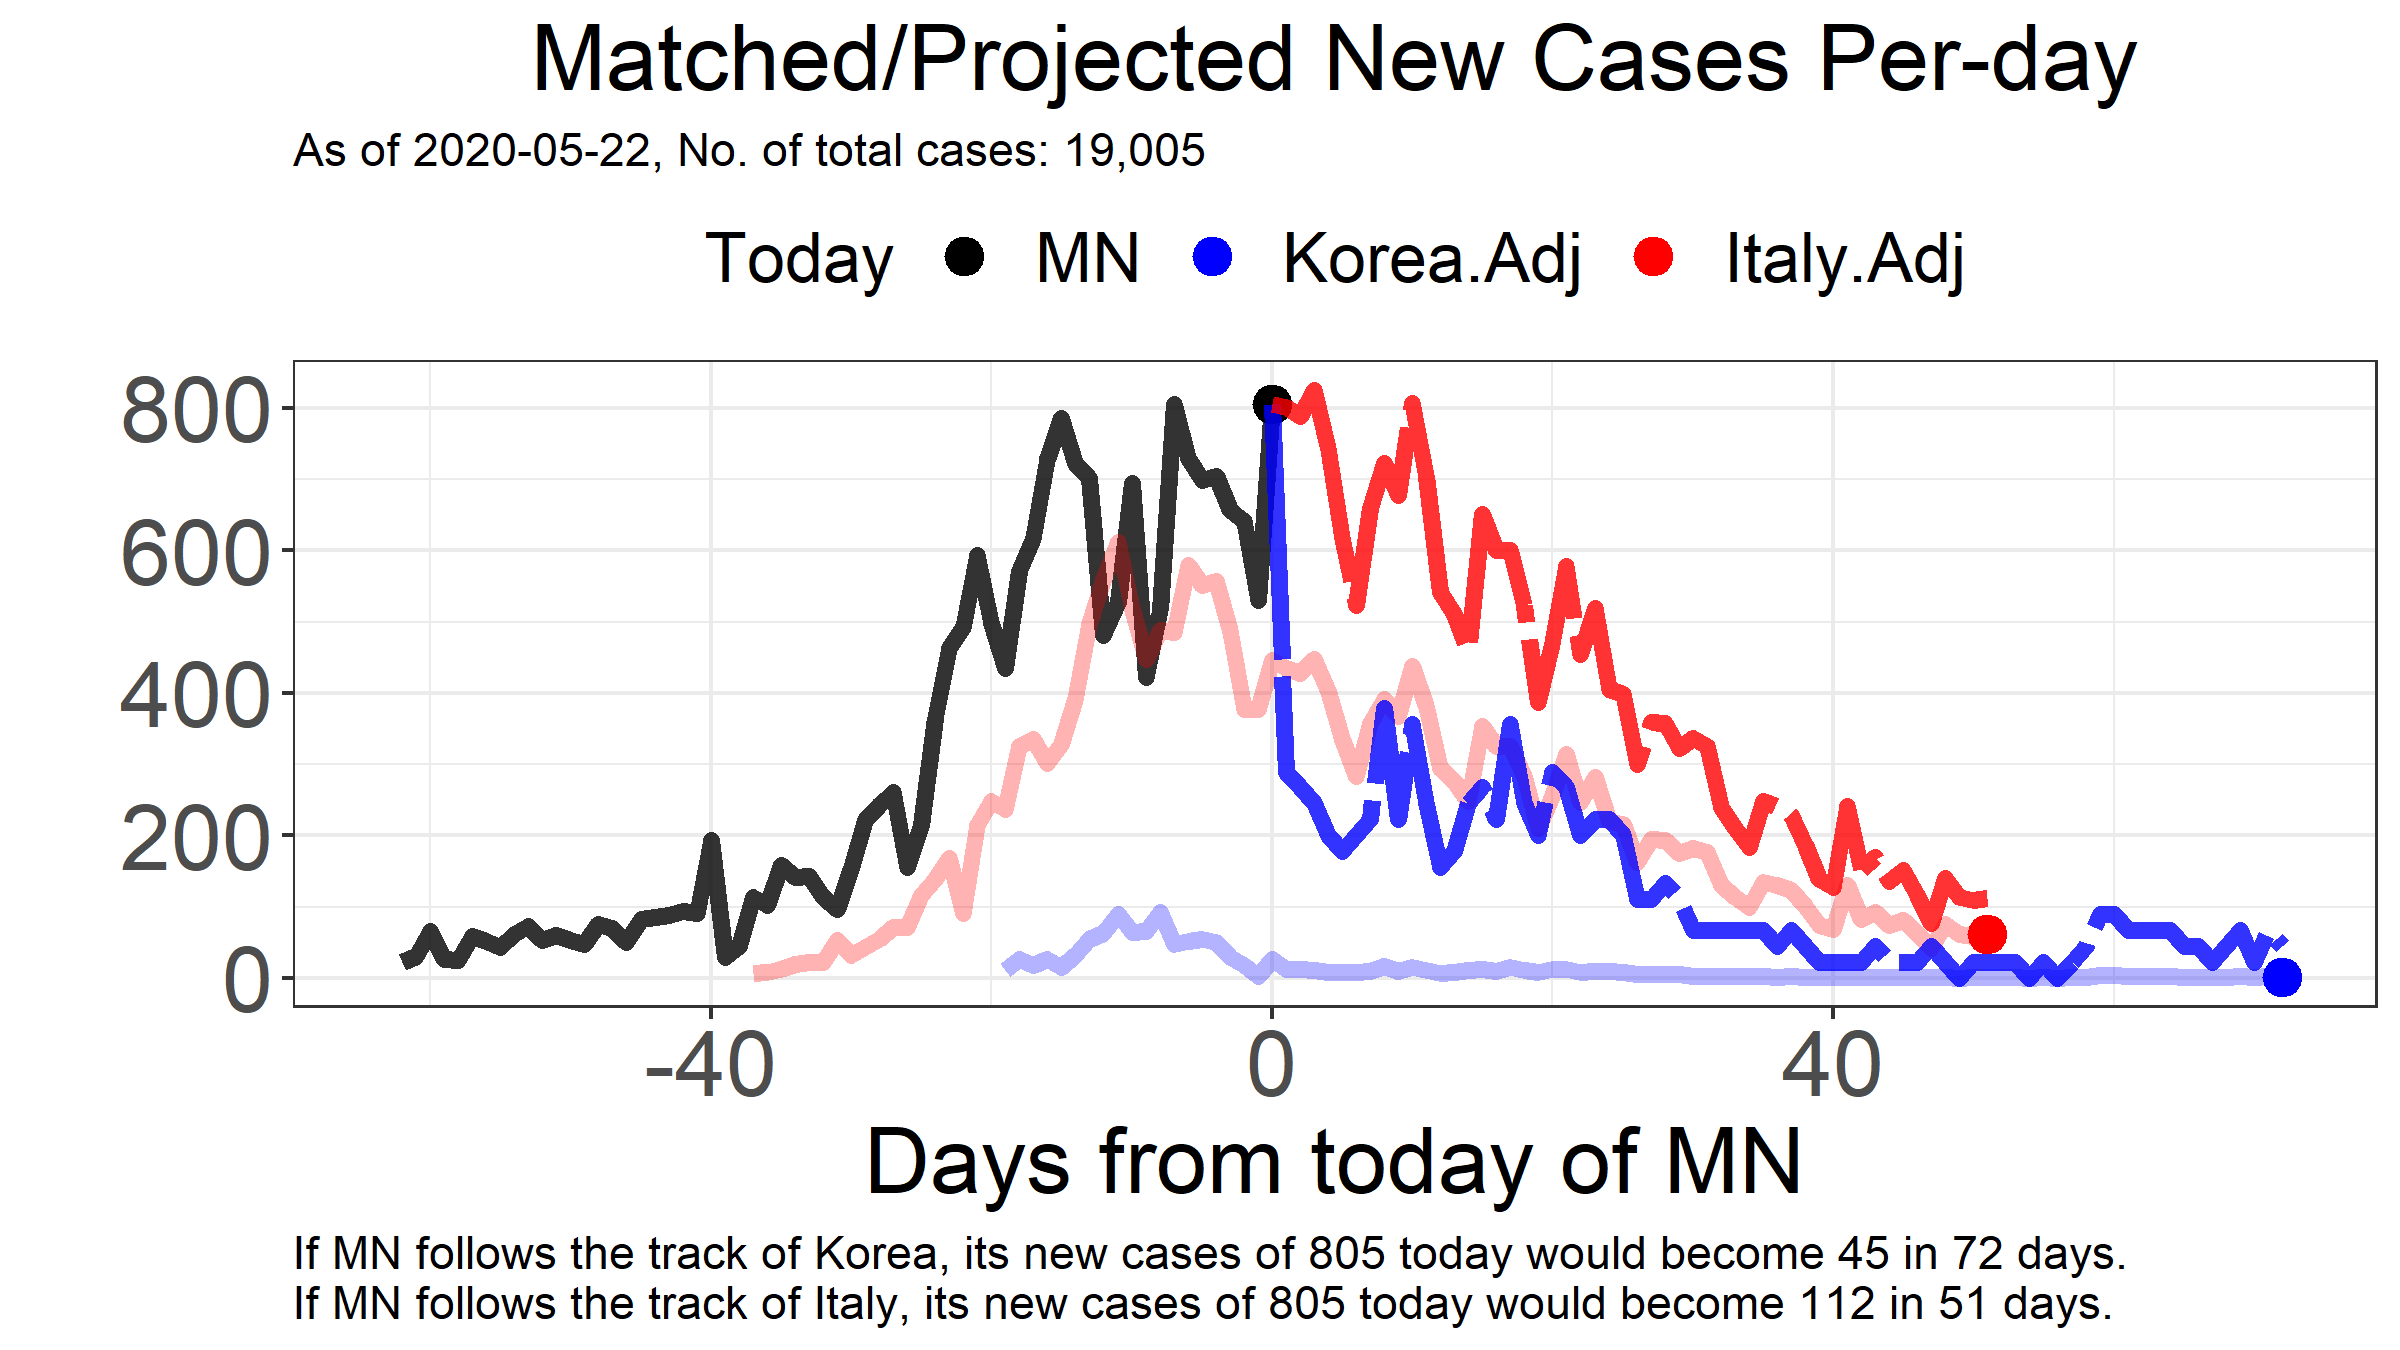 Matched/Projected New Cases Per-day
As of 2020-05-22, No. of total cases: 19,005
Today MN Korea.Adj Italy.Adj
800
600
400
200
0
-40 0 40
Days from today of MN
If MN follows the track of Korea, its new cases of 805 today would become 45 in 72 days.
If MN follows the track of Italy, its new cases of 805 today would become 112 in 51 days.